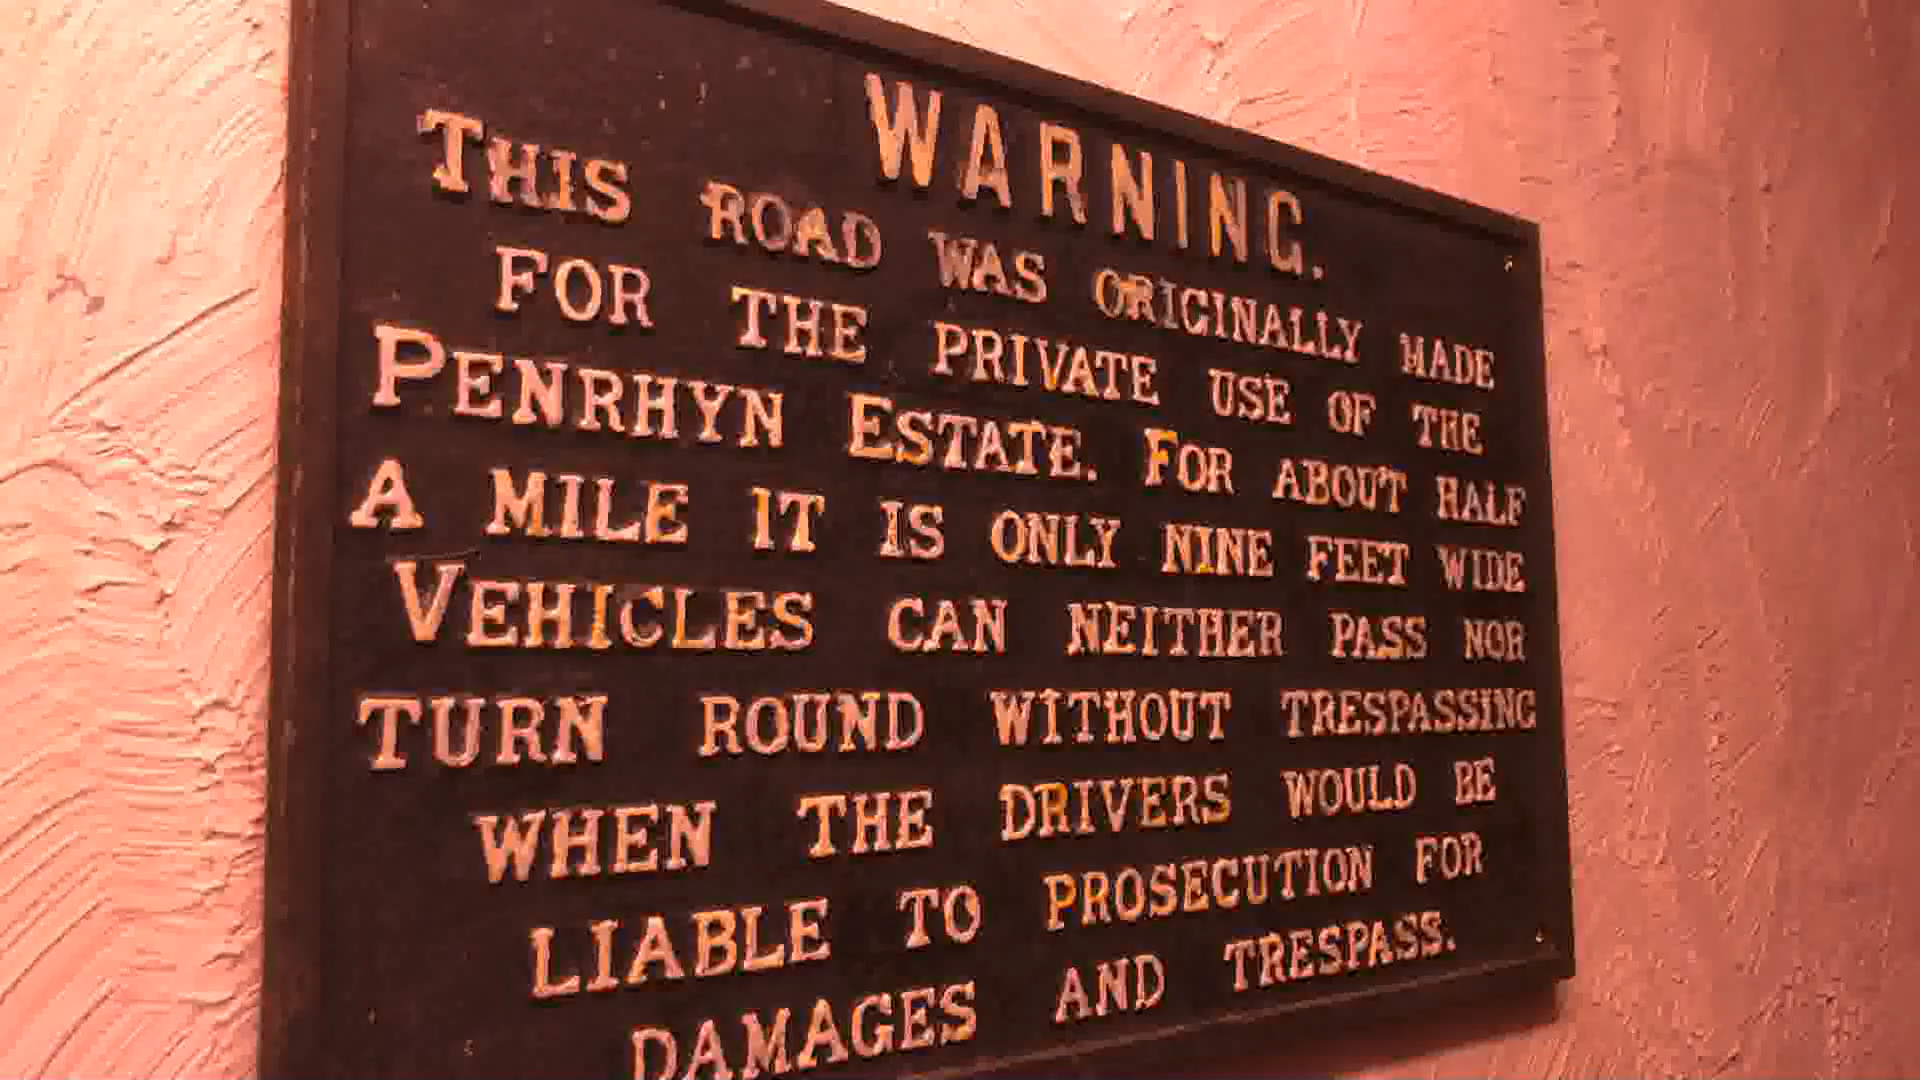 WARNING.
THIS ROAD WAS ORIGINALLY MADE
FOR THE PRIVATE USE OF THE
PENRHYN ESTATE. FOR ABOUT HALF
A MILE IT IS ONLY NINE FEET WIDE
VEHICLES CAN NEITHER PASS NOR
TURN ROUND WITHOUT TRESPASSING
WHEN THE DRIVERS WOULD BE
LIABLE TO PROSECUTION FOR
DAMAGES AND TRESPASS.